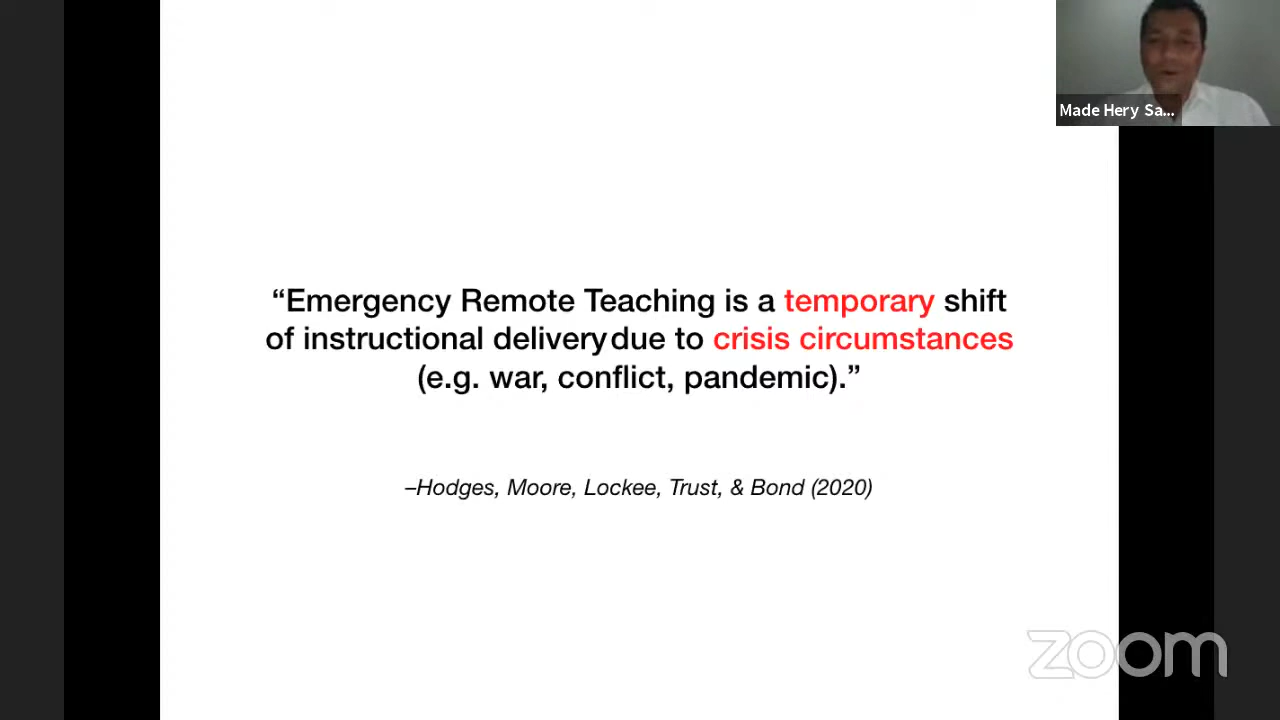 Made Hery Sa...
“Emergency Remote Teaching is a temporary shift
of instructional delivery due to crisis circumstances
(e.g. war, conflict, pandemic).”
–Hodges, Moore, Lockee, Trust, & Bond (2020)
zoom